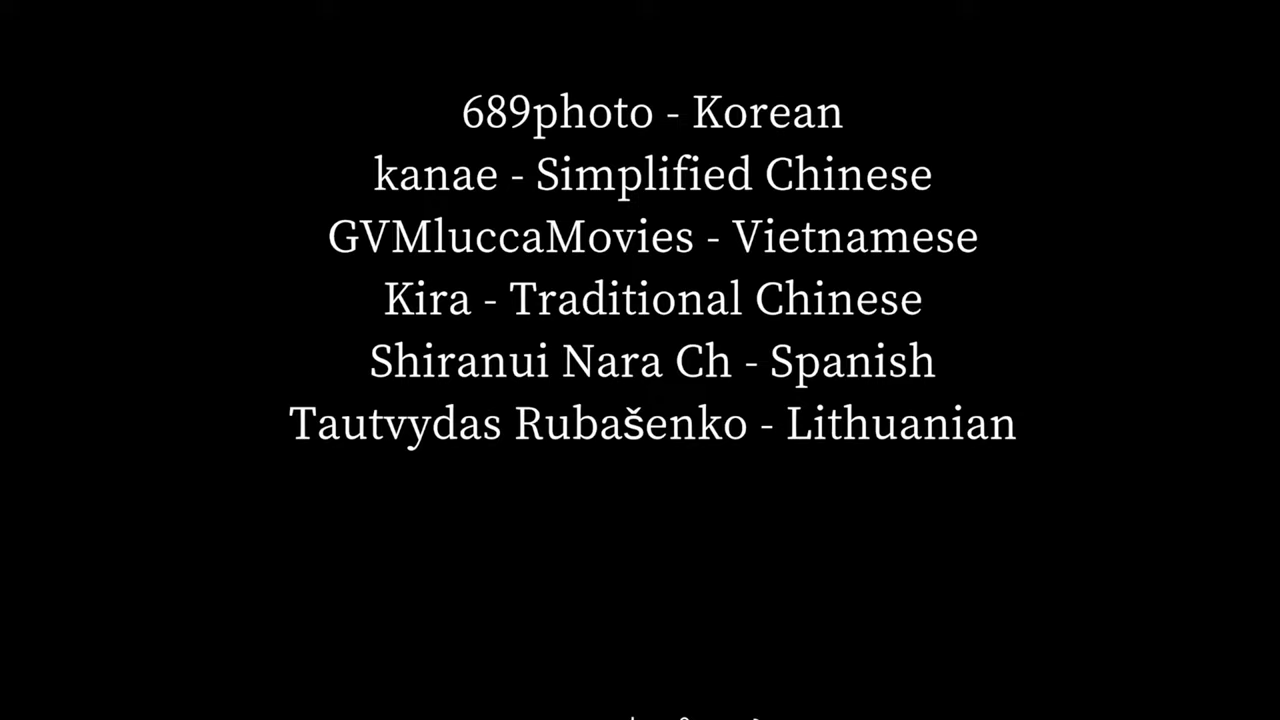 689photo - Korean
kanae - Simplified Chinese
GVMluccaMovies - Vietnamese
Kira - Traditional Chinese
Shiranui Nara Ch - Spanish
Tautvydas Rubašenko - Lithuanian